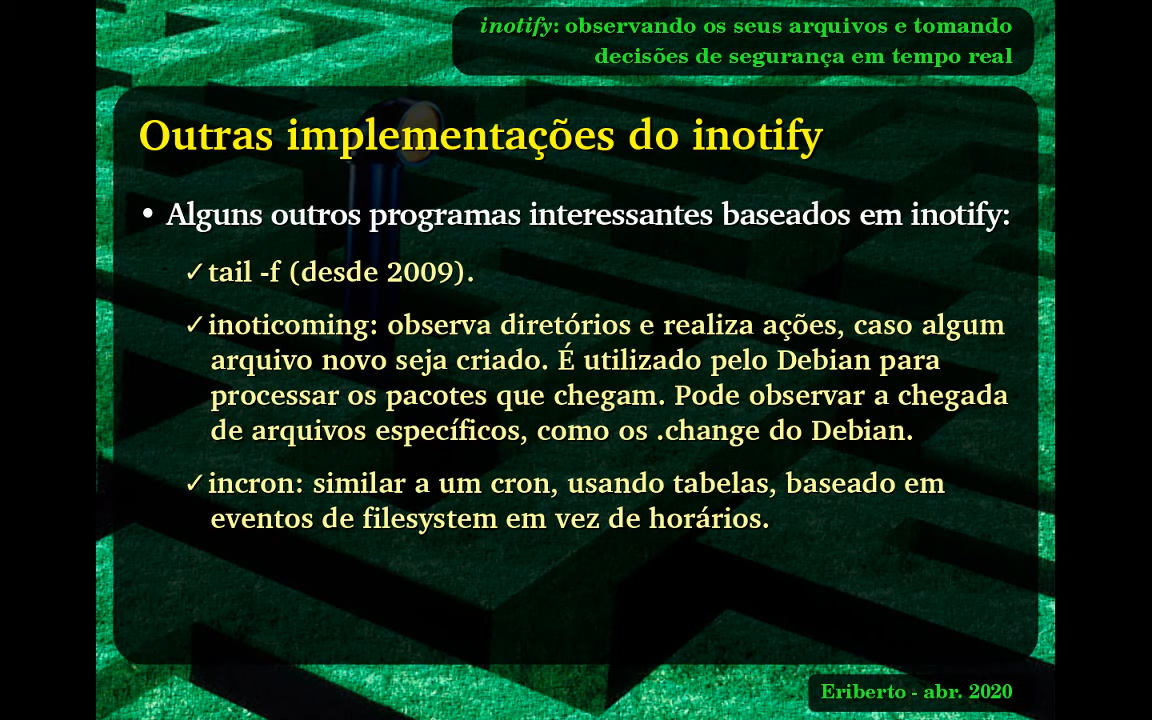 inotify: observando os seus arquivos e tomando
decisões de segurança em tempo real
Outras implementações do inotify
• Alguns outros programas interessantes baseados em inotify:
✓tail -f (desde 2009).
✓inoticoming: observa diretórios e realiza ações, caso algum
arquivo novo seja criado. É utilizado pelo Debian para
processar os pacotes que chegam. Pode observar a chegada
de arquivos específicos, como os .change do Debian.
✓incron: similar a um cron, usando tabelas, baseado em
eventos de filesystem em vez de horários.
Eriberto - abr. 2020